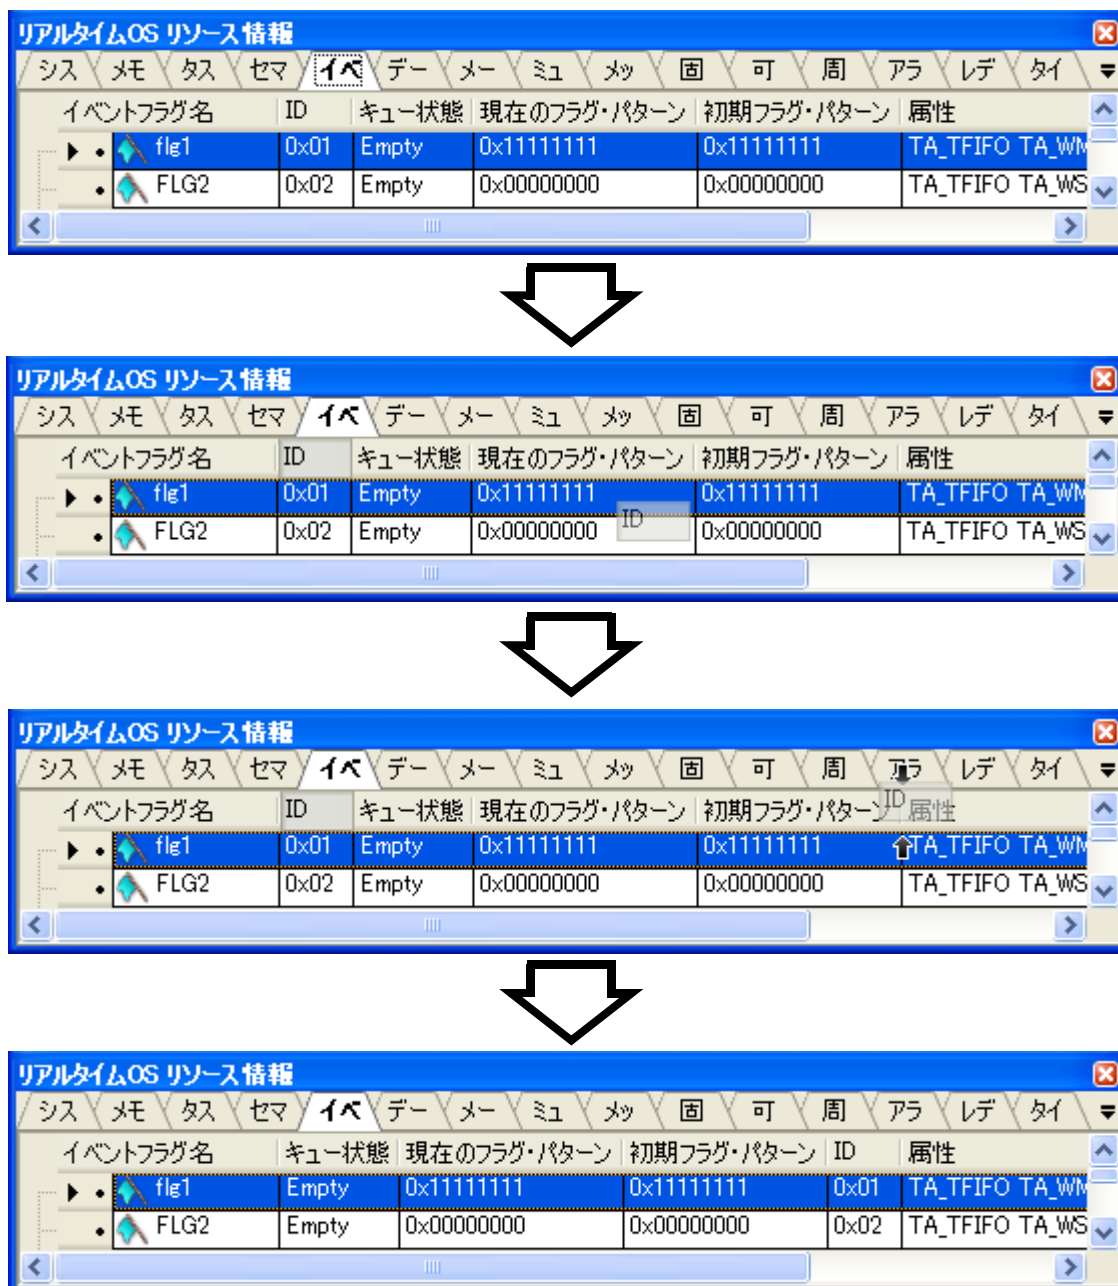 リアルタイムOS リソース情報
シス メモ タス セマ イベ デー メー ミュ メッ 固 可 周 アラ レデ タイ
イベントフラグ名 ID キュー状態 現在のフラグ・パターン 初期フラグ・パターン 属性
flg1 0x01 Empty 0x11111111 0x11111111 TA_TFIFO TA_WM
FLG2 0x02 Empty 0x00000000 0x00000000 TA_TFIFO TA_WS
リアルタイムOS リソース情報
シス メモ タス セマ イベ デー メー ミュ メッ 固 可 周 アラ レデ タイ
イベントフラグ名 ID キュー状態 現在のフラグ・パターン 初期フラグ・パターン 属性
flg1 0x01 Empty 0x11111111 0x11111111 TA_TFIFO TA_WM
ID
FLG2 0x02 Empty 0x00000000 0x00000000 TA_TFIFO TA_WS
リアルタイムOS リソース情報
シス メモ タス セマ イベ デー メー ミュ メッ 固 可 周 アラ レデ タイ
イベントフラグ名 ID キュー状態 現在のフラグ・パターン 初期フラグ・パターン ID 属性
flg1 0x01 Empty 0x11111111 0x11111111 TA_TFIFO TA_WM
FLG2 0x02 Empty 0x00000000 0x00000000 TA_TFIFO TA_WS
リアルタイムOS リソース情報
シス メモ タス セマ イベ デー メー ミュ メッ 固 可 周 アラ レデ タイ
イベントフラグ名 キュー状態 現在のフラグ・パターン 初期フラグ・パターン ID 属性
flg1 Empty 0x11111111 0x11111111 0x01 TA_TFIFO TA_WM
FLG2 Empty 0x00000000 0x00000000 0x02 TA_TFIFO TA_WS